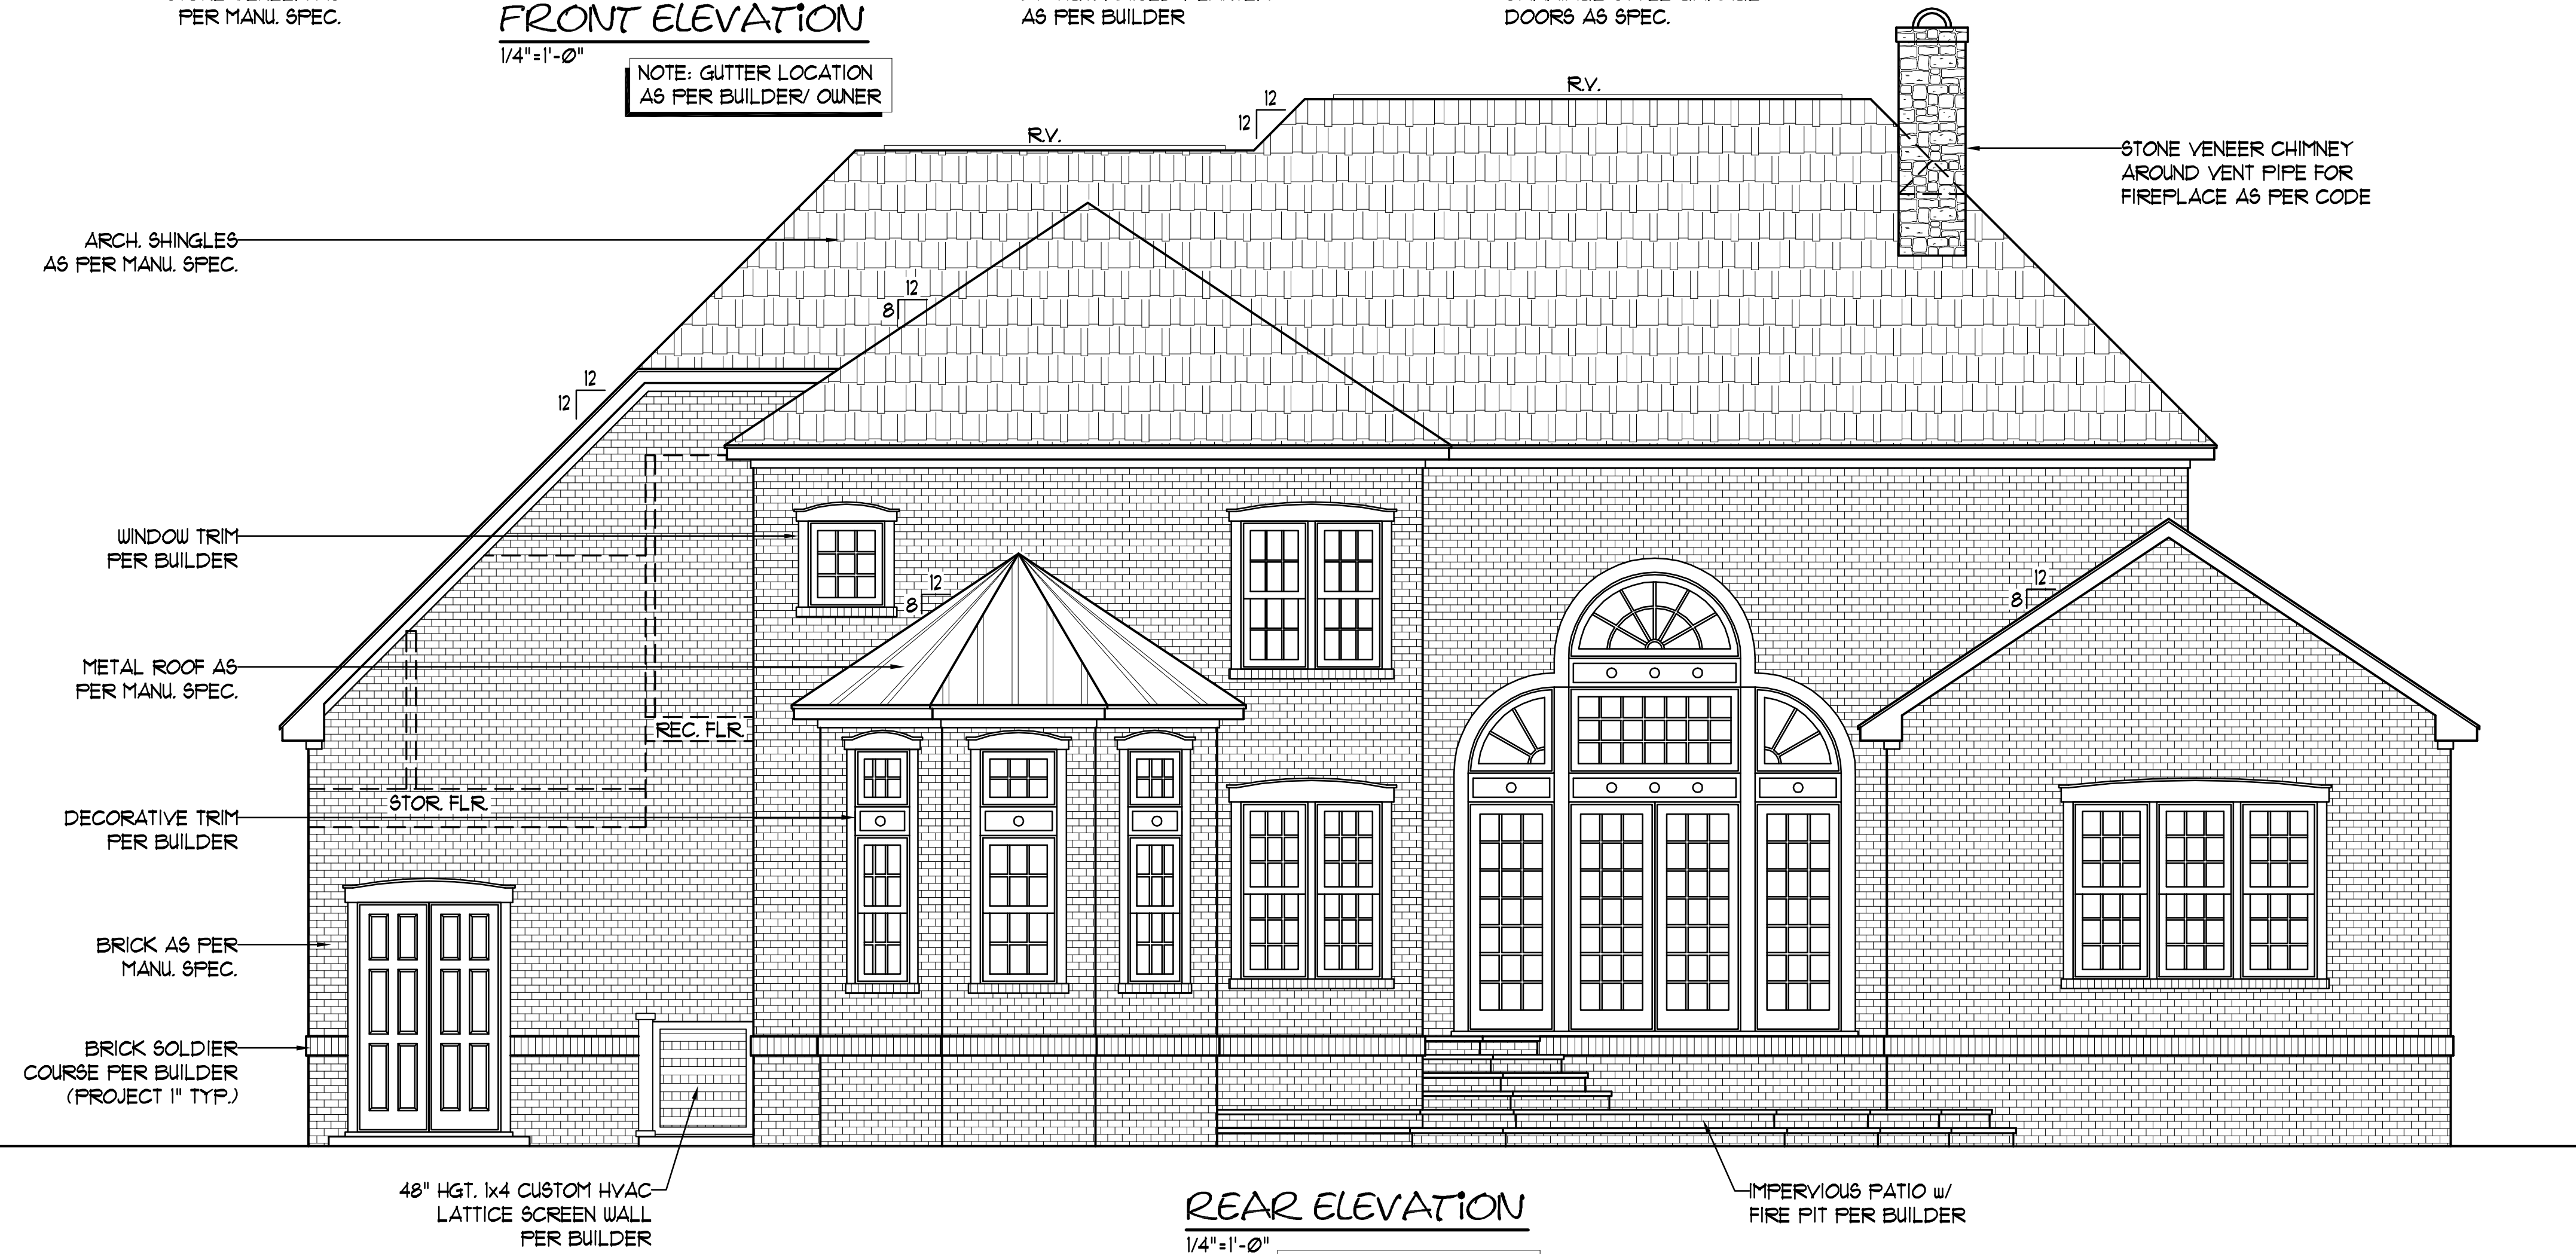 PER MANU. SPEC.
FRONT ELEVATION
1/4"=1'-0"
NOTE: GUTTER LOCATION
AS PER BUILDER/ OWNER
AS PER BUILDER
DOORS AS SPEC.
R.V.
12
12
R.V.
STONE VENEER CHIMNEY
AROUND VENT PIPE FOR
FIREPLACE AS PER CODE
ARCH. SHINGLES
AS PER MANU. SPEC.
12
8
12
12
WINDOW TRIM
PER BUILDER
12
8
12
8
METAL ROOF AS
PER MANU. SPEC.
REC. FLR.
STOR. FLR.
DECORATIVE TRIM
PER BUILDER
BRICK AS PER
MANU. SPEC.
BRICK SOLDIER
COURSE PER BUILDER
(PROJECT 1" TYP.)
48" HGT. 1x4 CUSTOM HVAC
LATTICE SCREEN WALL
PER BUILDER
REAR ELEVATION
1/4"=1'-0"
IMPERVIOUS PATIO w/
FIRE PIT PER BUILDER